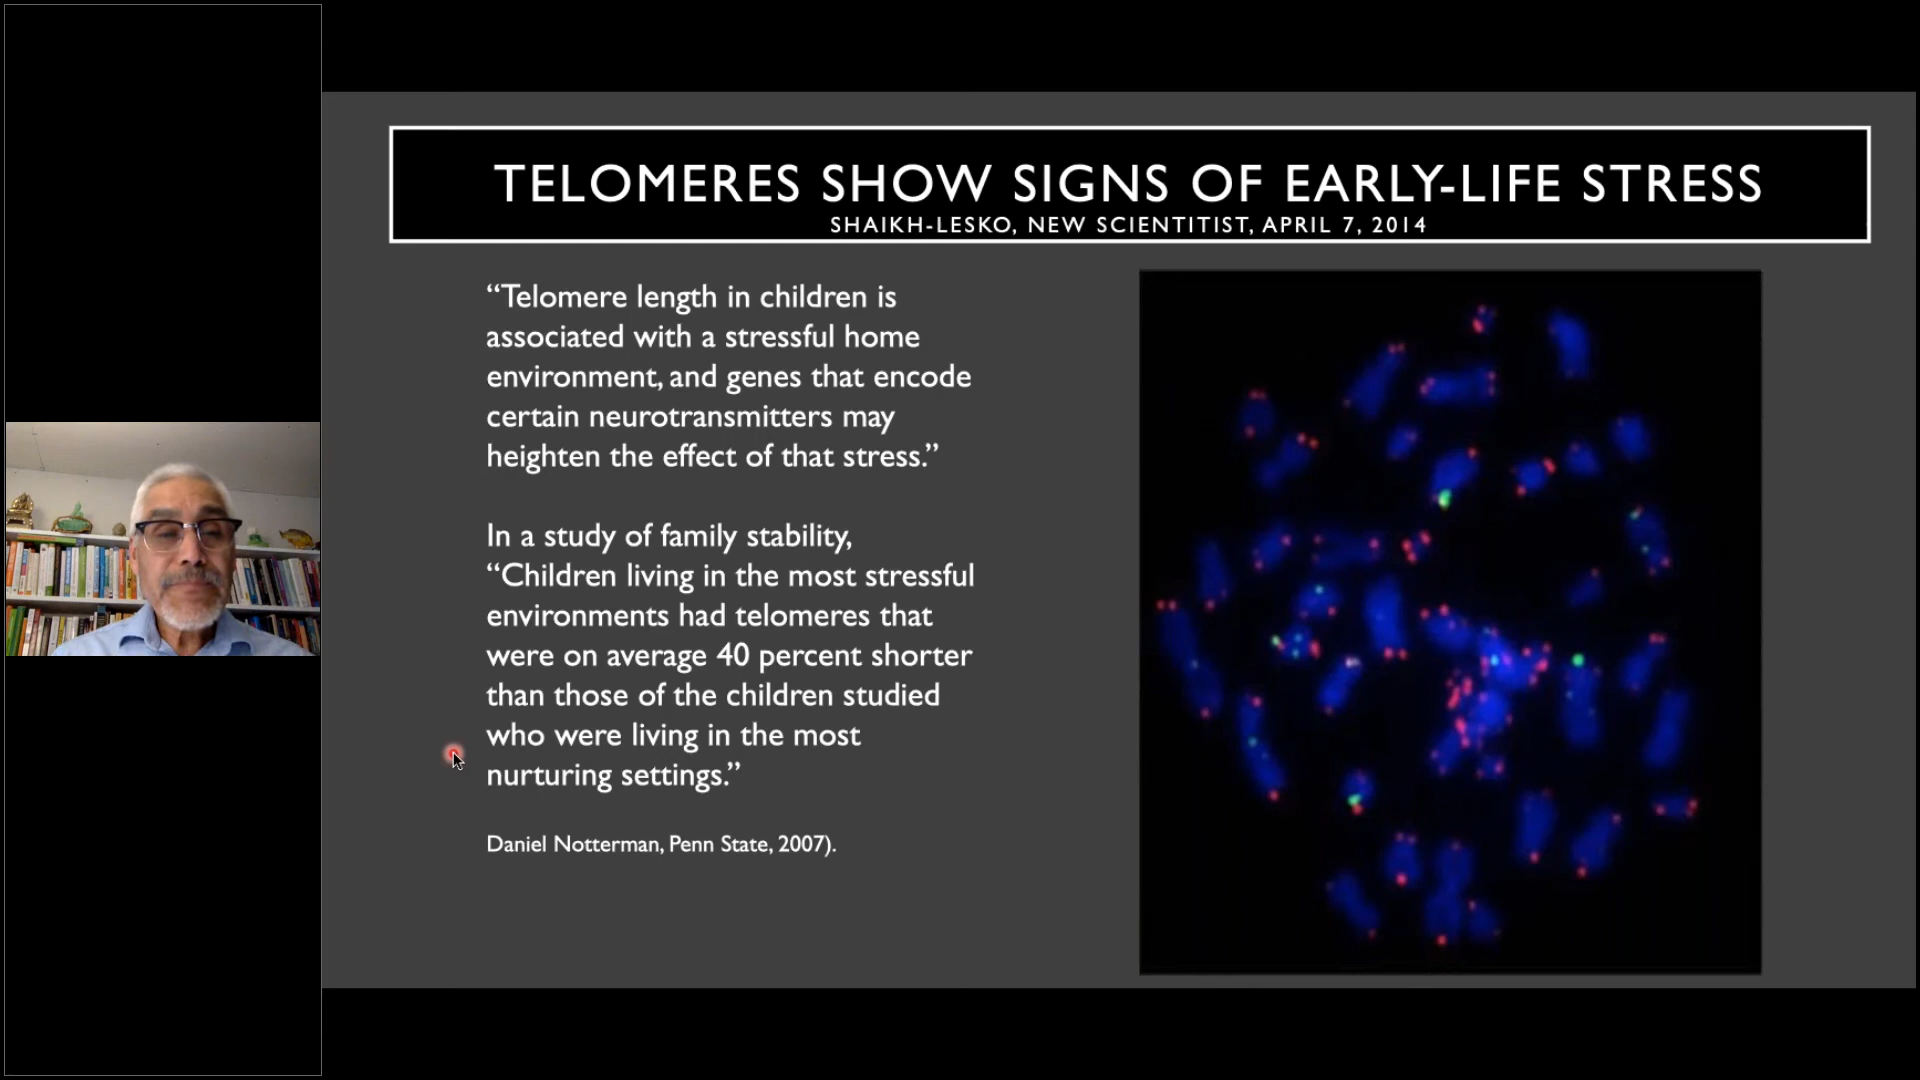 TELOMERES SHOW SIGNS OF EARLY-LIFE STRESS
SHAIKH-LESKO, NEW SCIENTITIST, APRIL 7, 2014
“Telomere length in children is
associated with a stressful home
environment, and genes that encode
certain neurotransmitters may
heighten the effect of that stress.”
In a study of family stability,
“Children living in the most stressful
environments had telomeres that
were on average 40 percent shorter
than those of the children studied
who were living in the most
nurturing settings.”
Daniel Notterman, Penn State, 2007).